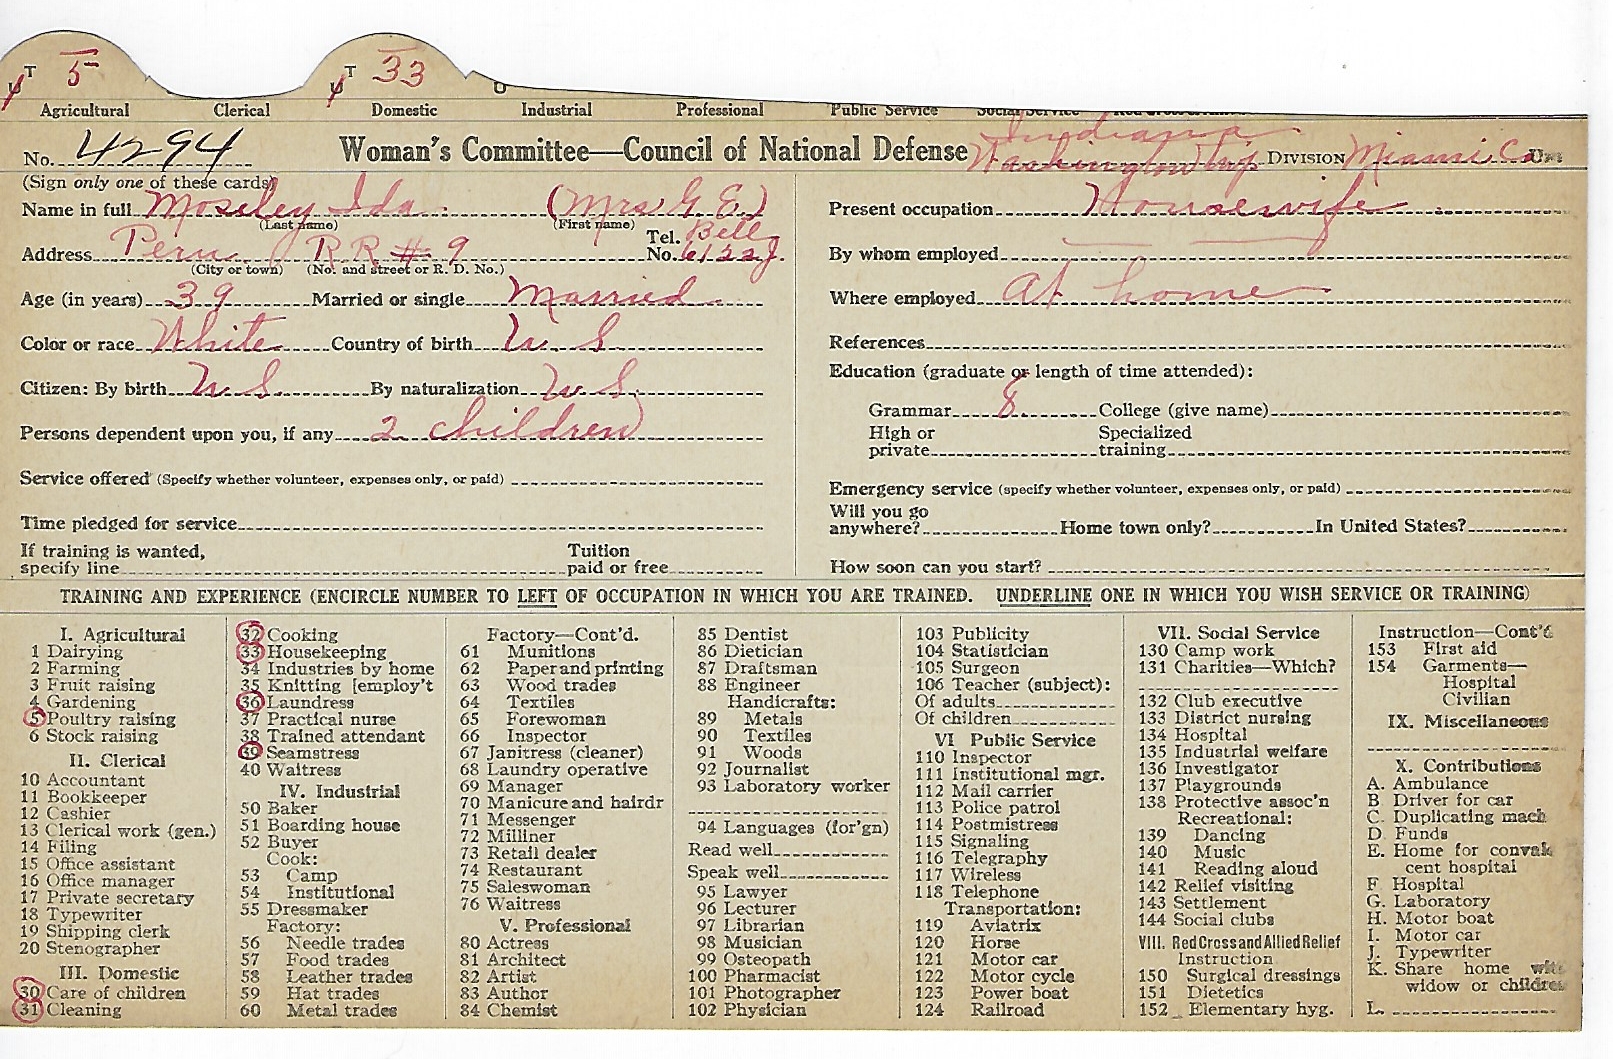 T 5 T 33
U U U
Agricultural Clerical Domestic Industrial Professional Public Service Social Service
Indiana
No. 4294 Woman's Committee—Council of National Defense Washington Twp DIVISION Miami Co
(Sign only one of these cards)
Name in full Moseley Ida (Mrs G. E.)
(Last name) (First name)
Address Peru R R # 9 Tel. No. Bell 6122J.
(City or town) (No. and street or R. D. No.)
Age (in years) 39 Married or single Married
Color or race White Country of birth U. S
Citizen: By birth U. S. By naturalization U. S.
Persons dependent upon you, if any 2 children
Service offered (Specify whether volunteer, expenses only, or paid)
Time pledged for service
If training is wanted, specify line Tuition paid or free
Present occupation Housewife
By whom employed
Where employed At home
References
Education (graduate or length of time attended):
Grammar 8. College (give name)
High or private Specialized training
Emergency service (specify whether volunteer, expenses only, or paid)
Will you go anywhere? Home town only? In United States?
How soon can you start?
TRAINING AND EXPERIENCE (ENCIRCLE NUMBER TO LEFT OF OCCUPATION IN WHICH YOU ARE TRAINED. UNDERLINE ONE IN WHICH YOU WISH SERVICE OR TRAINING)
I. Agricultural
1 Dairying
2 Farming
3 Fruit raising
4 Gardening
5 Poultry raising
6 Stock raising
II. Clerical
10 Accountant
11 Bookkeeper
12 Cashier
13 Clerical work (gen.)
14 Filing
15 Office assistant
16 Office manager
17 Private secretary
18 Typewriter
19 Shipping clerk
20 Stenographer
III. Domestic
30 Care of children
31 Cleaning
32 Cooking
33 Housekeeping
34 Industries by home
35 Knitting [employ't
36 Laundress
37 Practical nurse
38 Trained attendant
39 Seamstress
40 Waitress
IV. Industrial
50 Baker
51 Boarding house
52 Buyer
Cook:
53 Camp
54 Institutional
55 Dressmaker
Factory:
56 Needle trades
57 Food trades
58 Leather trades
59 Hat trades
60 Metal trades
Factory—Cont'd.
61 Munitions
62 Paper and printing
63 Wood trades
64 Textiles
65 Forewoman
66 Inspector
67 Janitress (cleaner)
68 Laundry operative
69 Manager
70 Manicure and hairdr
71 Messenger
72 Milliner
73 Retail dealer
74 Restaurant
75 Saleswoman
76 Waitress
V. Professional
80 Actress
81 Architect
82 Artist
83 Author
84 Chemist
85 Dentist
86 Dietician
87 Draftsman
88 Engineer
Handicrafts:
89 Metals
90 Textiles
91 Woods
92 Journalist
93 Laboratory worker
94 Languages (for'gn)
Read well
Speak well
95 Lawyer
96 Lecturer
97 Librarian
98 Musician
99 Osteopath
100 Pharmacist
101 Photographer
102 Physician
103 Publicity
104 Statistician
105 Surgeon
106 Teacher (subject):
Of adults
Of children
VI Public Service
110 Inspector
111 Institutional mgr.
112 Mail carrier
113 Police patrol
114 Postmistress
115 Signaling
116 Telegraphy
117 Wireless
118 Telephone
Transportation:
119 Aviatrix
120 Horse
121 Motor car
122 Motor cycle
123 Power boat
124 Railroad
VII. Social Service
130 Camp work
131 Charities—Which?
132 Club executive
133 District nursing
134 Hospital
135 Industrial welfare
136 Investigator
137 Playgrounds
138 Protective assoc'n
Recreational:
139 Dancing
140 Music
141 Reading aloud
142 Relief visiting
143 Settlement
144 Social clubs
VIII. Red Cross and Allied Relief
Instruction
150 Surgical dressings
151 Dietetics
152 Elementary hyg.
Instruction—Cont'd
153 First aid
154 Garments—
Hospital
Civilian
IX. Miscellaneous
X. Contributions
A. Ambulance
B Driver for car
C. Duplicating mach
D. Funds
E. Home for convales
cent hospital
F Hospital
G. Laboratory
H. Motor boat
I. Motor car
J. Typewriter
K. Share home with
widow or children
L.